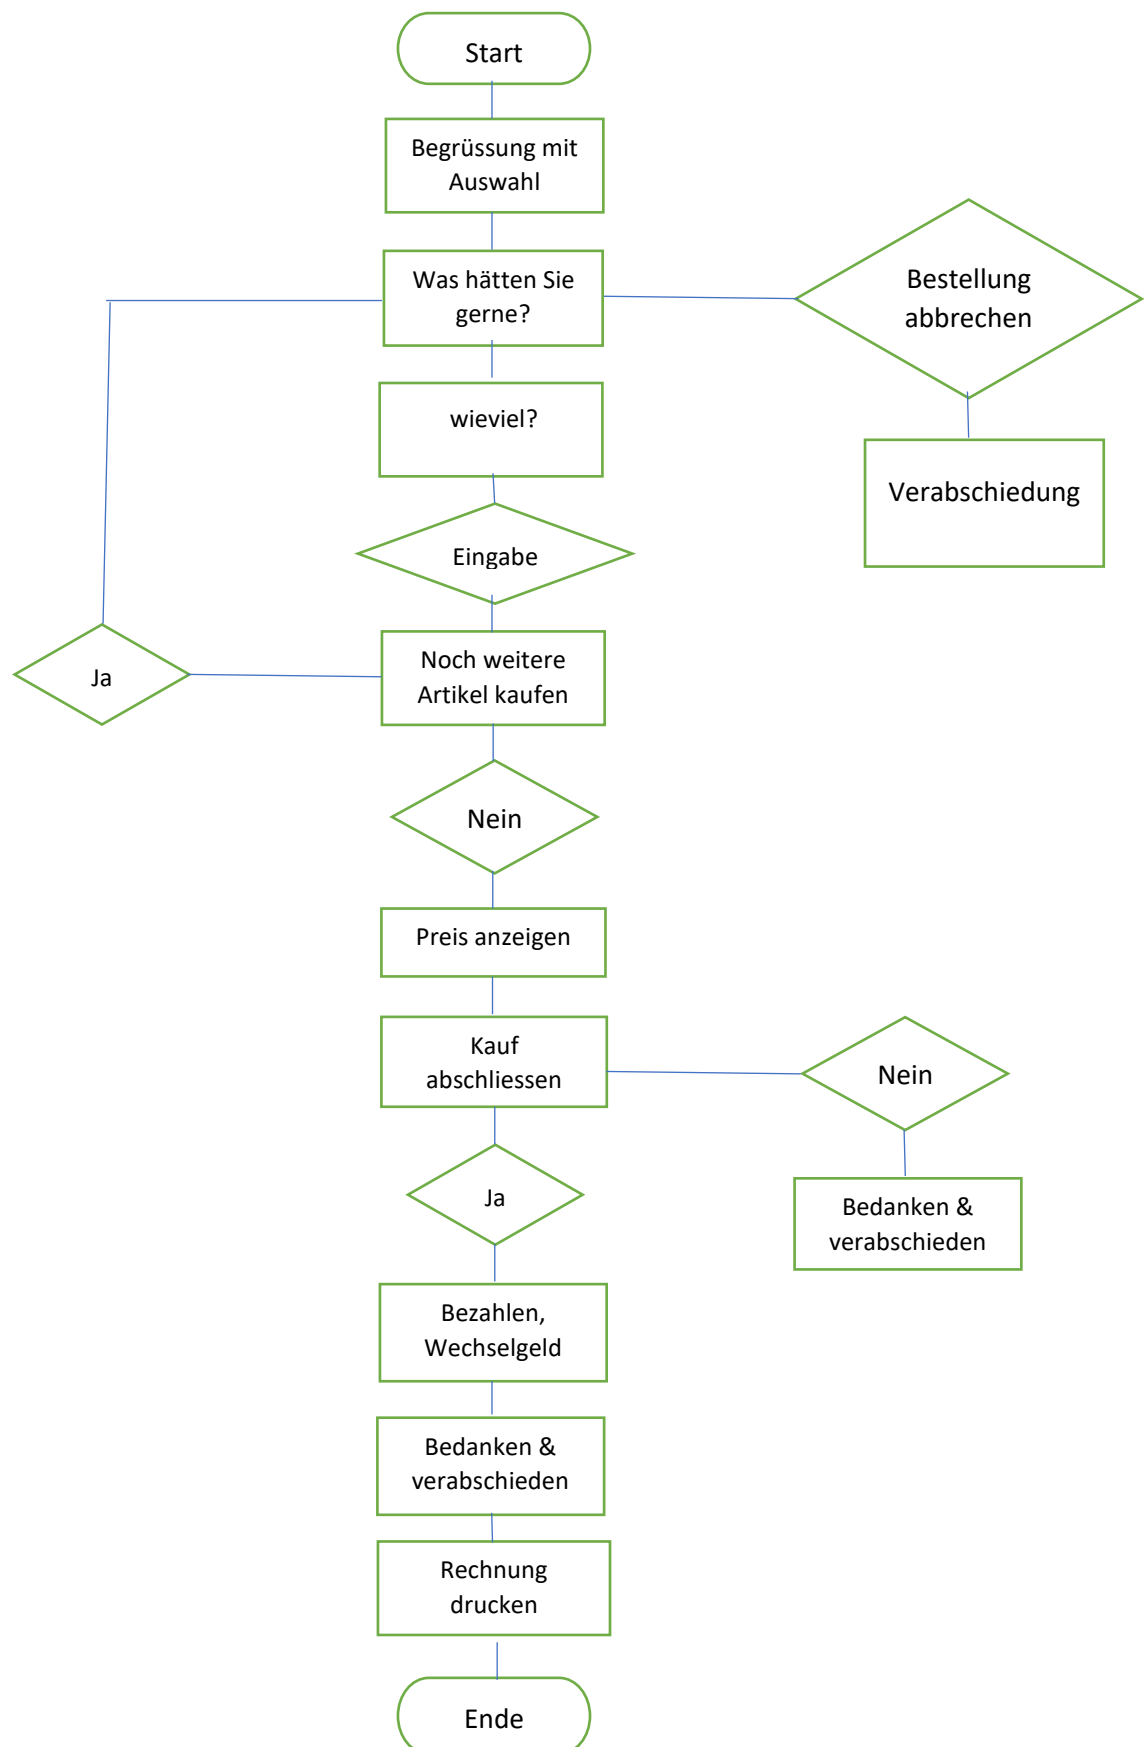 Start
Begrüssung mit
Auswahl
Was hätten Sie
gerne?
Bestellung
abbrechen
wieviel?
Verabschiedung
Eingabe
Noch weitere
Artikel kaufen
Ja
Nein
Preis anzeigen
Kauf
abschliessen
Nein
Ja
Bedanken &
verabschieden
Bezahlen,
Wechselgeld
Bedanken &
verabschieden
Rechnung
drucken
Ende